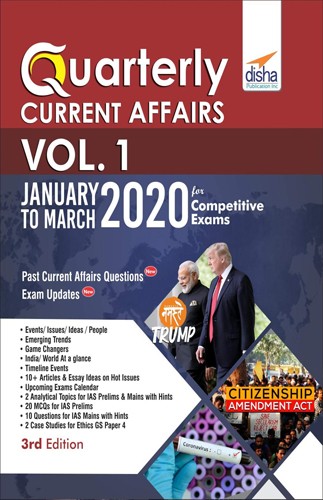 Quarterly
CURRENT AFFAIRS
VOL. 1
JANUARY
TO MARCH
2020
for
Competitive
Exams
disha
Publication Inc
Past Current Affairs Questions New
Exam Updates New
• Events/ Issues/ Ideas / People
• Emerging Trends
• Game Changers
• India/ World At a glance
• Timeline Events
• 10+ Articles & Essay Ideas on Hot Issues
• Upcoming Exams Calendar
• 2 Analytical Topics for IAS Prelims & Mains with Hints
• 20 MCQs for IAS Prelims
• 10 Questions for IAS Mains with Hints
• 2 Case Studies for Ethics GS Paper 4
3rd Edition
नमस्ते
TRUMP
CITIZENSHIP
AMENDMENT ACT
Coronavirus :